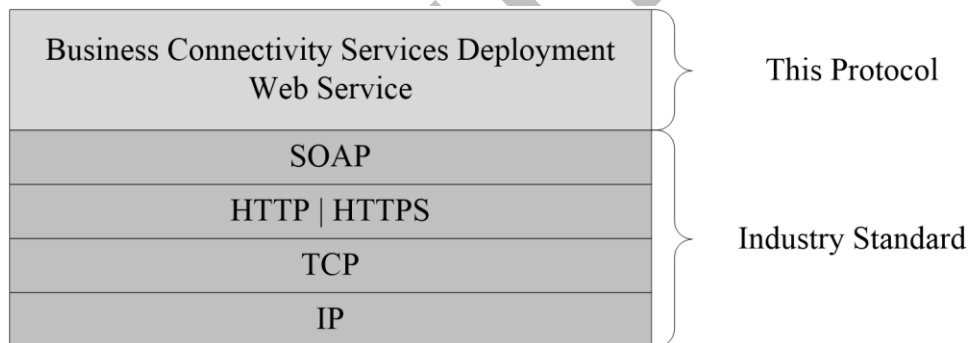 Business Connectivity Services Deployment
Web Service
This Protocol
SOAP
HTTP | HTTPS
TCP
IP
Industry Standard